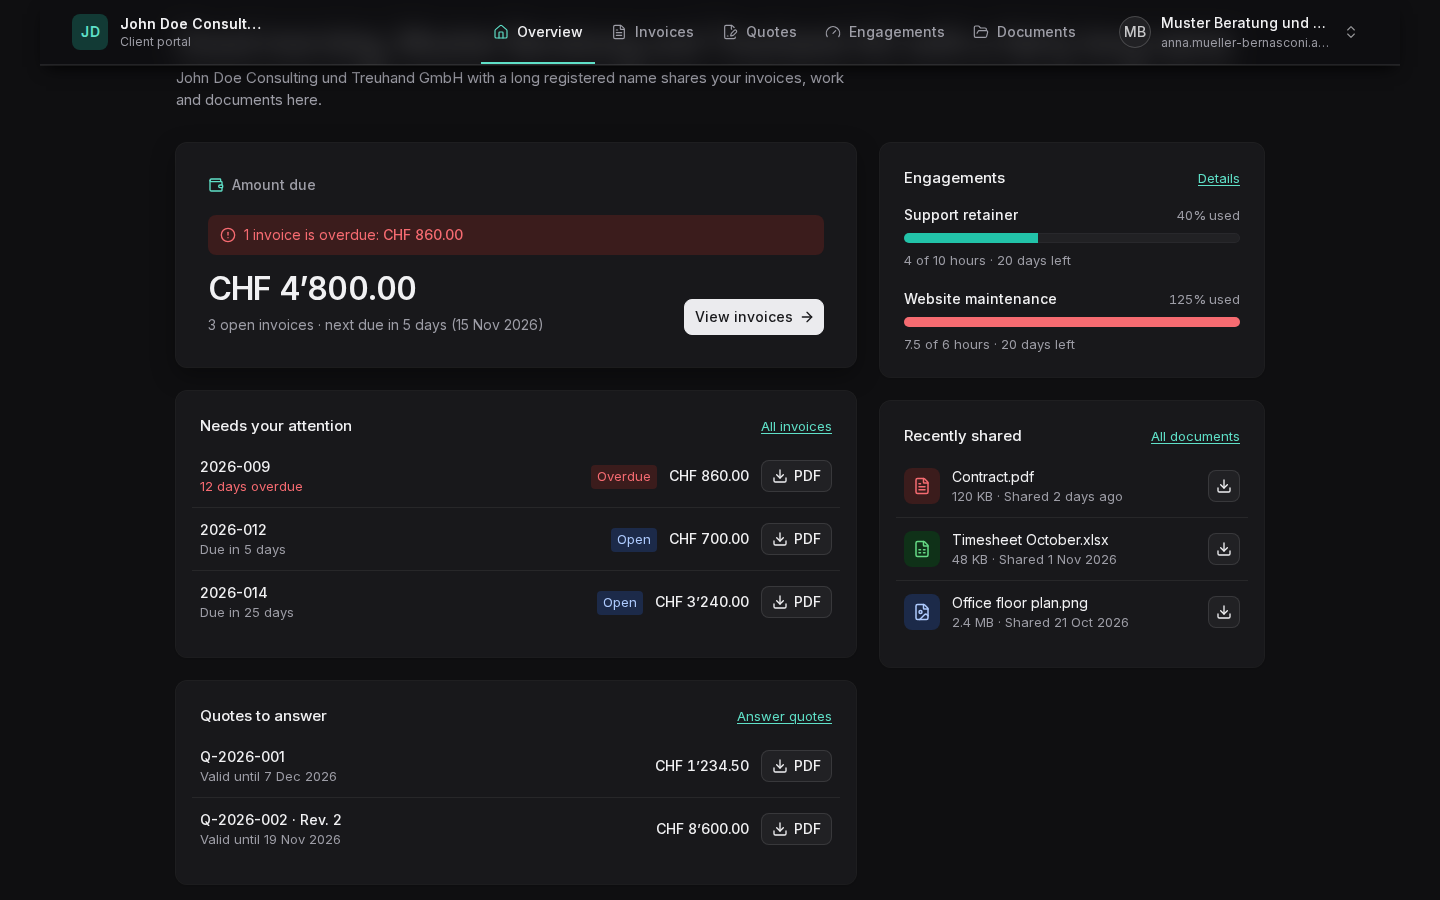 JD
John Doe Consult…
Client portal
Overview
Invoices
Quotes
Engagements
Documents
MB
Muster Beratung und …
anna.mueller-bernasconi.a…
John Doe Consulting und Treuhand GmbH with a long registered name shares your invoices, work
and documents here.
Amount due
1 invoice is overdue: CHF 860.00
CHF 4’800.00
3 open invoices · next due in 5 days (15 Nov 2026)
View invoices
Needs your attention
All invoices
2026-009
12 days overdue
Overdue
CHF 860.00
PDF
2026-012
Due in 5 days
Open
CHF 700.00
PDF
2026-014
Due in 25 days
Open
CHF 3’240.00
PDF
Quotes to answer
Answer quotes
Q-2026-001
Valid until 7 Dec 2026
CHF 1’234.50
PDF
Q-2026-002 · Rev. 2
Valid until 19 Nov 2026
CHF 8’600.00
PDF
Engagements
Details
Support retainer
40% used
4 of 10 hours · 20 days left
Website maintenance
125% used
7.5 of 6 hours · 20 days left
Recently shared
All documents
Contract.pdf
120 KB · Shared 2 days ago
Timesheet October.xlsx
48 KB · Shared 1 Nov 2026
Office floor plan.png
2.4 MB · Shared 21 Oct 2026